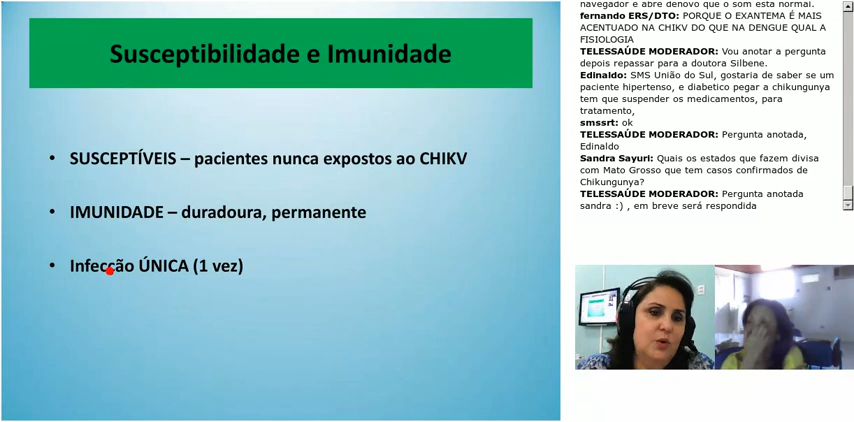 Susceptibilidade e Imunidade
• SUSCEPTÍVEIS – pacientes nunca expostos ao CHIKV
• IMUNIDADE – duradoura, permanente
• Infecção ÚNICA (1 vez)
navegador e abre denovo que o som esta normal.
fernando ERS/DTO: PORQUE O EXANTEMA É MAIS
ACENTUADO NA CHIKV DO QUE NA DENGUE QUAL A
FISIOLOGIA
TELESSAÚDE MODERADOR: Vou anotar a pergunta
depois repassar para a doutora Silbene.
Edinaldo: SMS União do Sul, gostaria de saber se um
paciente hipertenso, e diabetico pegar a chikungunya
tem que suspender os medicamentos, para
tratamento,
smssrt: ok
TELESSAÚDE MODERADOR: Pergunta anotada,
Edinaldo
Sandra Sayuri: Quais os estados que fazem divisa
com Mato Grosso que tem casos confirmados de
Chikungunya?
TELESSAÚDE MODERADOR: Pergunta anotada
sandra :) , em breve será respondida